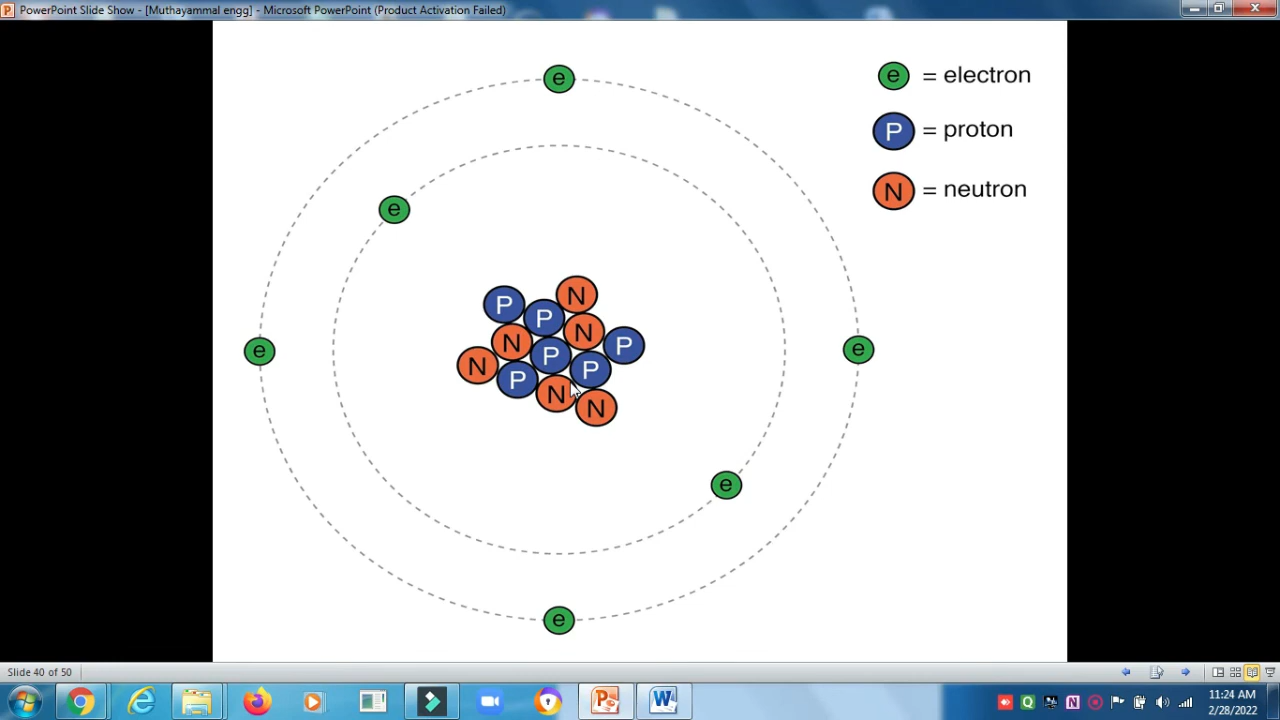 PowerPoint Slide Show - [Muthayammal engg] - Microsoft PowerPoint (Product Activation Failed)
e
e = electron
P = proton
N = neutron
e
N
P
P
N
N
P
P
e
e
N
P
P
N
N
e
e
Slide 40 of 50
11:24 AM
2/28/2022